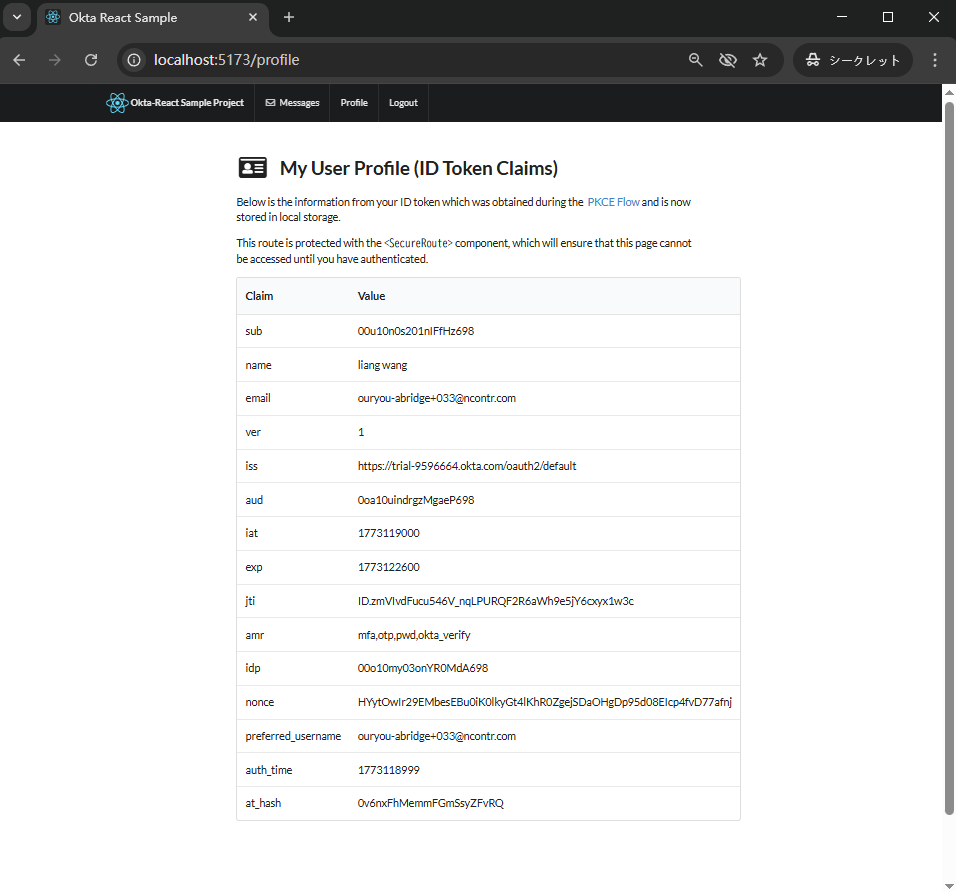 Okta React Sample
localhost:5173/profile
シークレット
Okta-React Sample Project
Messages
Profile
Logout
My User Profile (ID Token Claims)
Below is the information from your ID token which was obtained during the PKCE Flow and is now
stored in local storage.
This route is protected with the <SecureRoute> component, which will ensure that this page cannot
be accessed until you have authenticated.
Claim Value
sub 00u10n0s201nIFfHz698
name liang wang
email ouryou-abridge+033@ncontr.com
ver 1
iss https://trial-9596664.okta.com/oauth2/default
aud 0oa10uindrgzMgaeP698
iat 1773119000
exp 1773122600
jti ID.zmVIvdFucu546V_nqLPURQF2R6aWh9e5jY6cxyx1w3c
amr mfa,otp,pwd,okta_verify
idp 00o10my03onYR0MdA698
nonce HYytOwIr29EMbesEBu0iK0lkyGt4lKhR0ZgejSDaOHgDp95d08EIcp4fvD77afnj
preferred_username ouryou-abridge+033@ncontr.com
auth_time 1773118999
at_hash 0v6nxFhMemmFGmSsyZFvRQ